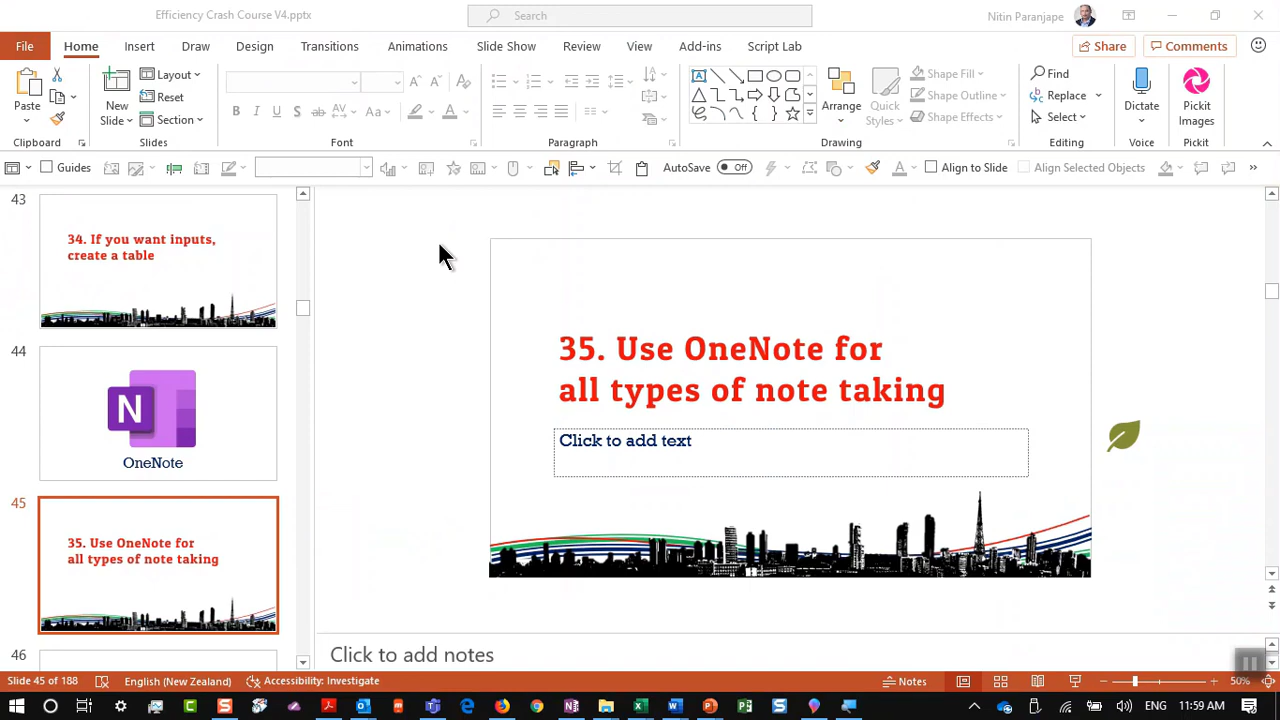 Efficiency Crash Course V4.pptx
Search
Nitin Paranjape
File
Home
Insert
Draw
Design
Transitions
Animations
Slide Show
Review
View
Add-ins
Script Lab
Share
Comments
Paste
Clipboard
New
Slide
Layout
Reset
Section
Slides
B I U S ab AV Aa A
Font
Paragraph
Arrange
Quick
Styles
Shape Fill
Shape Outline
Shape Effects
Drawing
Find
Replace
Select
Editing
Dictate
Voice
Pickit
Images
Pickit
Guides
AutoSave
Off
Align to Slide
Align Selected Objects
43
34. If you want inputs,
create a table
44
N
OneNote
45
35. Use OneNote for
all types of note taking
46
35. Use OneNote for
all types of note taking
Click to add text
Click to add notes
Slide 45 of 188
English (New Zealand)
Accessibility: Investigate
Notes
50%
11:59 AM